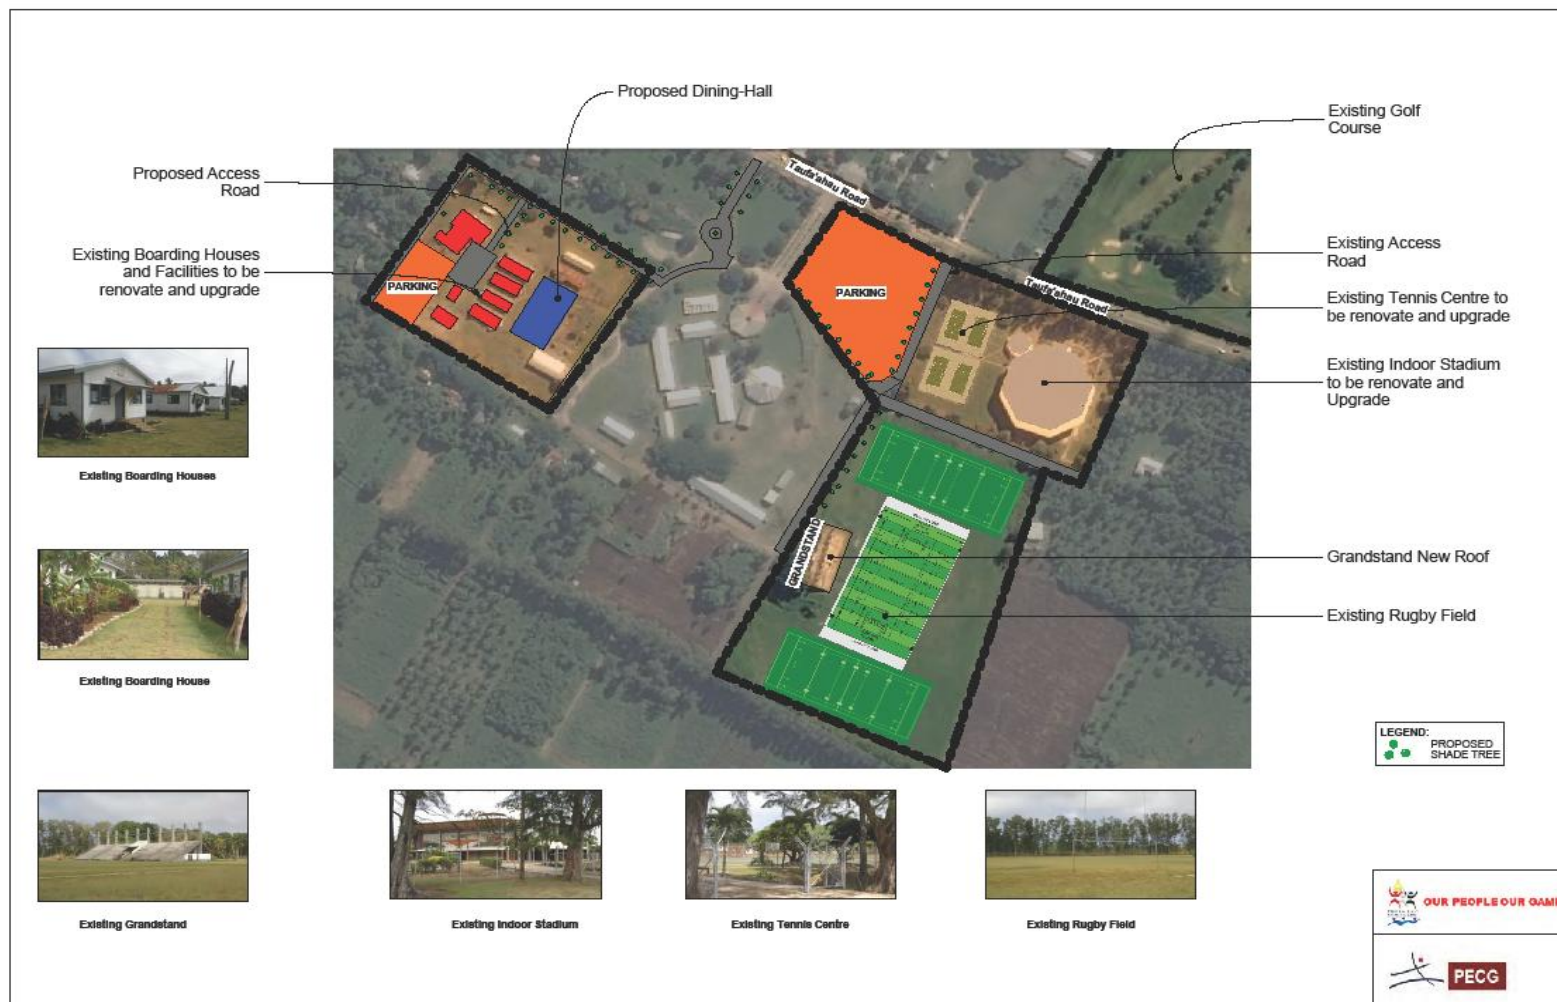 Proposed Dining-Hall
Existing Golf
Course
Proposed Access
Road
Taufa'ahau Road
Existing Boarding Houses
and Facilities to be
renovate and upgrade
PARKING
PARKING
Existing Access
Road
Taufa'ahau Road
Existing Tennis Centre to
be renovate and upgrade
Existing Indoor Stadium
to be renovate and
Upgrade
Existing Boarding Houses
GRANDSTAND
Grandstand New Roof
Existing Rugby Field
Existing Boarding House
LEGEND:
PROPOSED
SHADE TREE
Existing Grandstand
Existing Indoor Stadium
Existing Tennis Centre
Existing Rugby Field
OUR PEOPLE OUR GAM
PECG